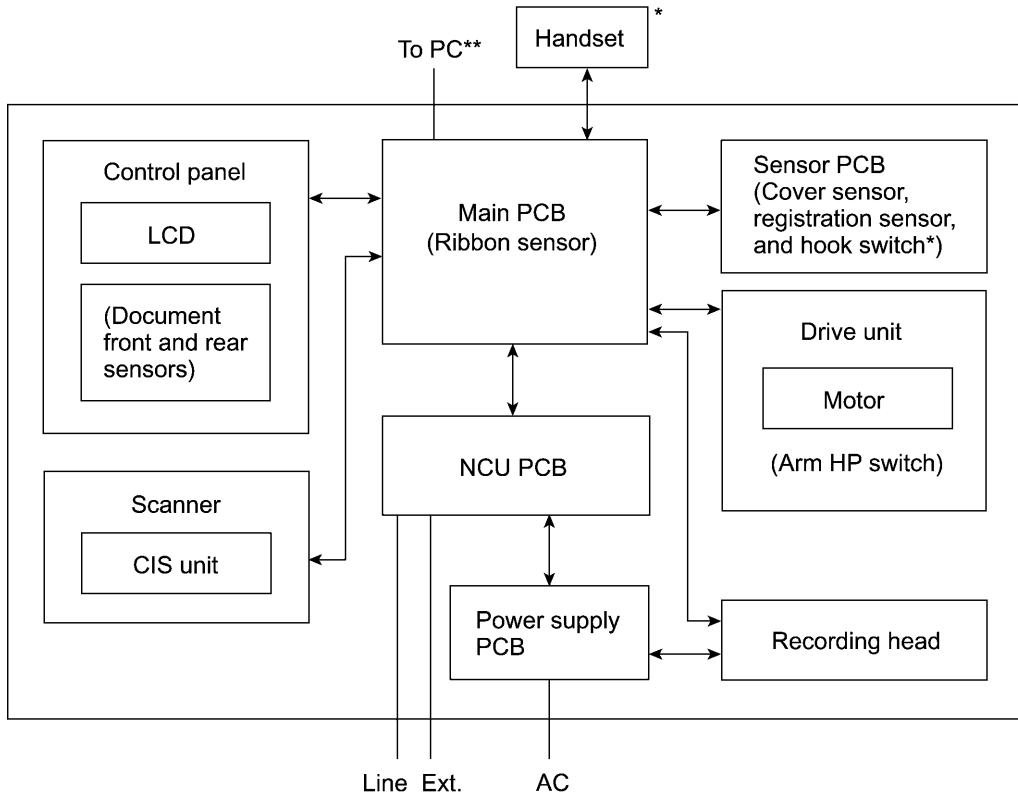 To PC**
Handset
*
Control panel
LCD
(Document
front and rear
sensors)
Main PCB
(Ribbon sensor)
Sensor PCB
(Cover sensor,
registration sensor,
and hook switch*)
Drive unit
Motor
(Arm HP switch)
NCU PCB
Scanner
CIS unit
Power supply
PCB
Recording head
Line
Ext.
AC